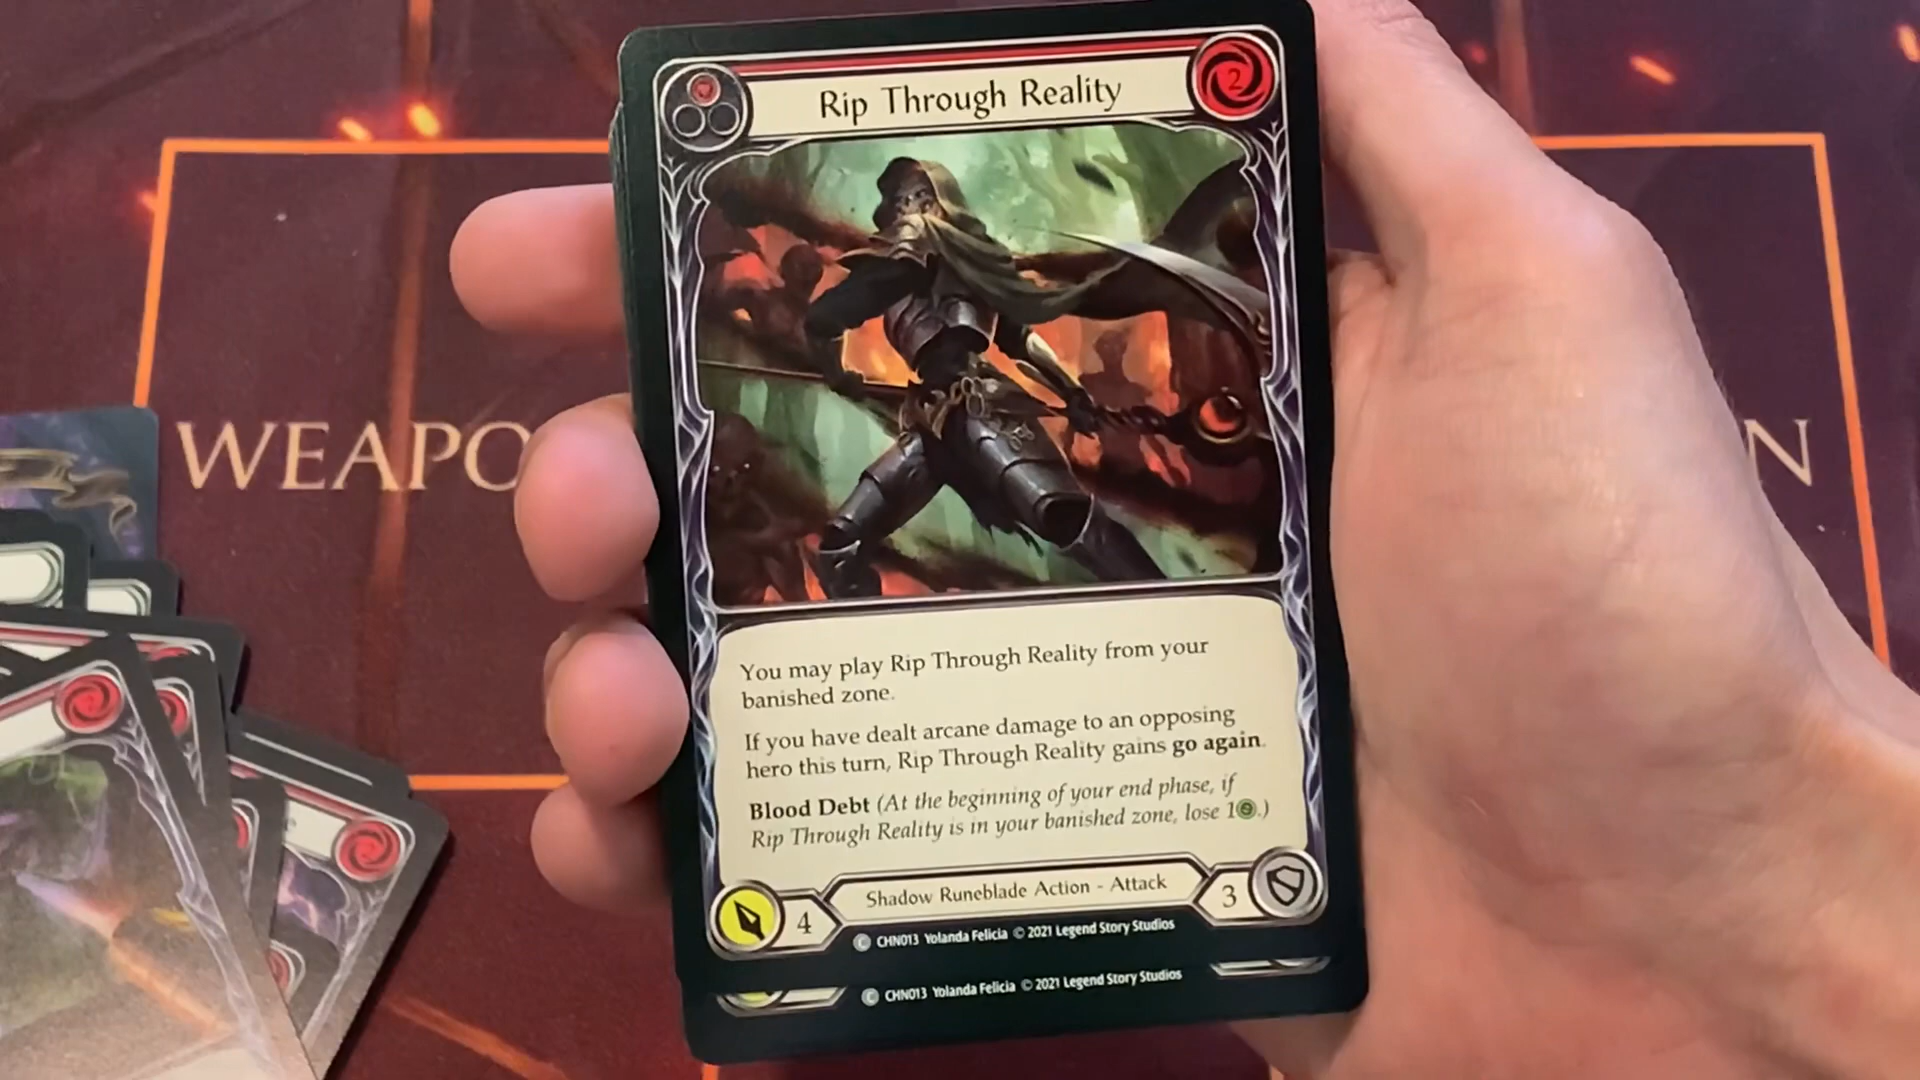 Rip Through Reality
2
WEAPO
N
You may play Rip Through Reality from your
banished zone.
If you have dealt arcane damage to an opposing
hero this turn, Rip Through Reality gains go again.
Blood Debt (At the beginning of your end phase, if
Rip Through Reality is in your banished zone, lose 1.)
4
Shadow Runeblade Action - Attack
3
C CHN013 Yolanda Felicia © 2021 Legend Story Studios
C CHN013 Yolanda Felicia © 2021 Legend Story Studios